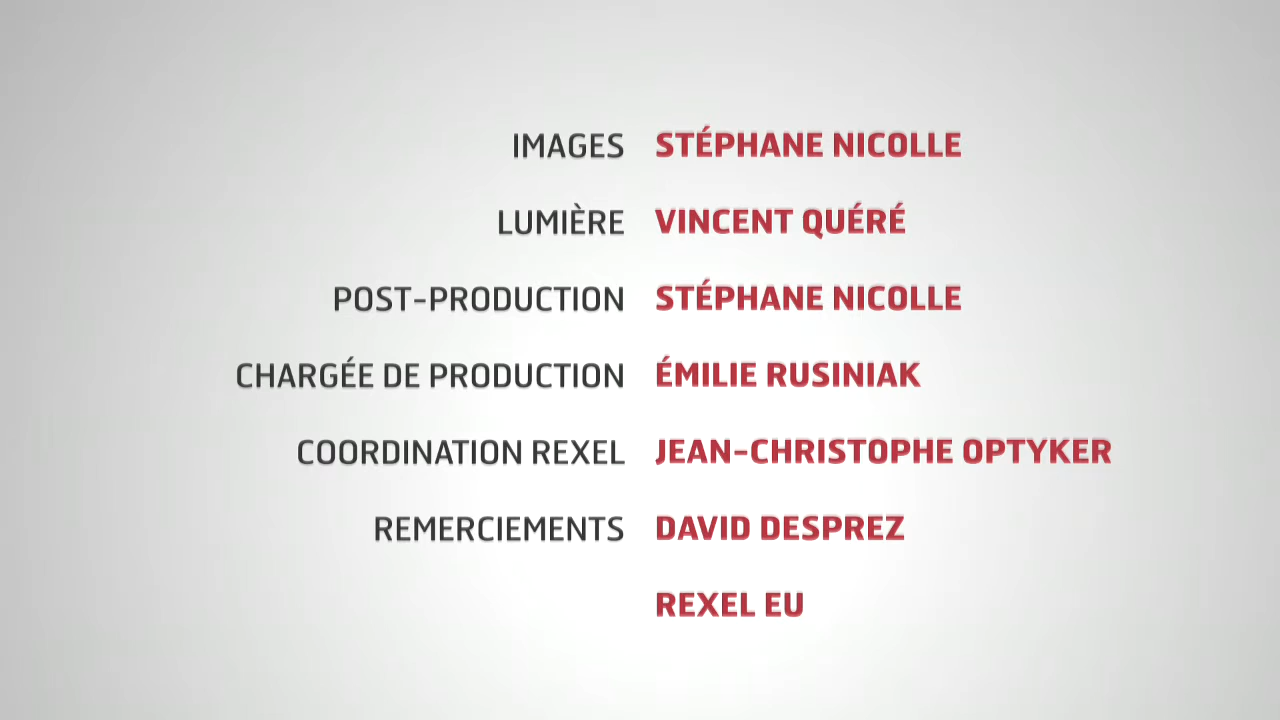 IMAGES STÉPHANE NICOLLE
LUMIÈRE VINCENT QUÉRÉ
POST-PRODUCTION STÉPHANE NICOLLE
CHARGÉE DE PRODUCTION ÉMILIE RUSINIAK
COORDINATION REXEL JEAN-CHRISTOPHE OPTYKER
REMERCIEMENTS DAVID DESPREZ
REXEL EU